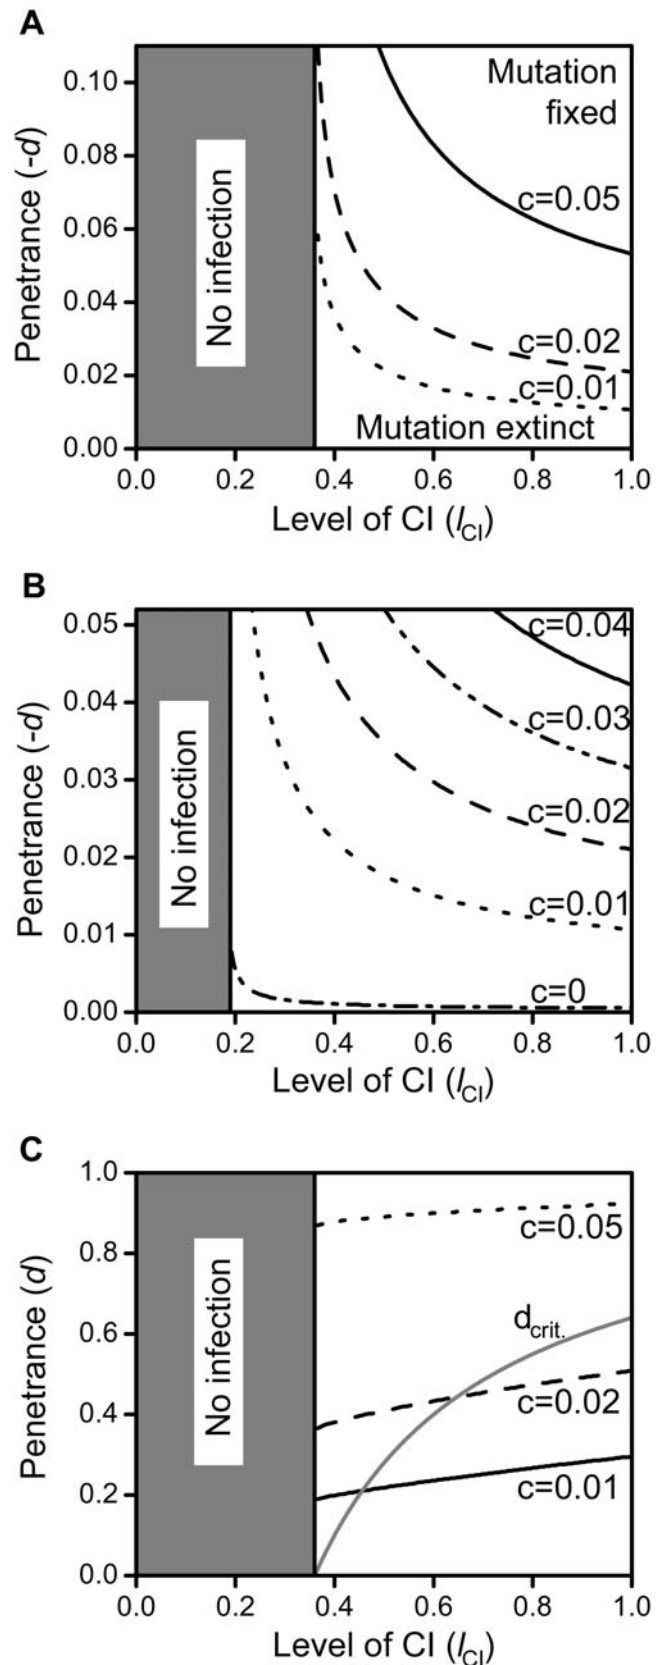 A
Penetrance (-d)
0.10
0.08
0.06
0.04
0.02
0.00
No infection
Mutation
fixed
c=0.05
c=0.02
c=0.01
Mutation extinct
0.0 0.2 0.4 0.6 0.8 1.0
Level of CI (lCI)
B
Penetrance (-d)
0.05
0.04
0.03
0.02
0.01
0.00
No infection
c=0.04
c=0.03
c=0.02
c=0.01
c=0
0.0 0.2 0.4 0.6 0.8 1.0
Level of CI (lCI)
C
Penetrance (d)
1.0
0.8
0.6
0.4
0.2
0.0
No infection
c=0.05
dcrit.
c=0.02
c=0.01
0.0 0.2 0.4 0.6 0.8 1.0
Level of CI (lCI)